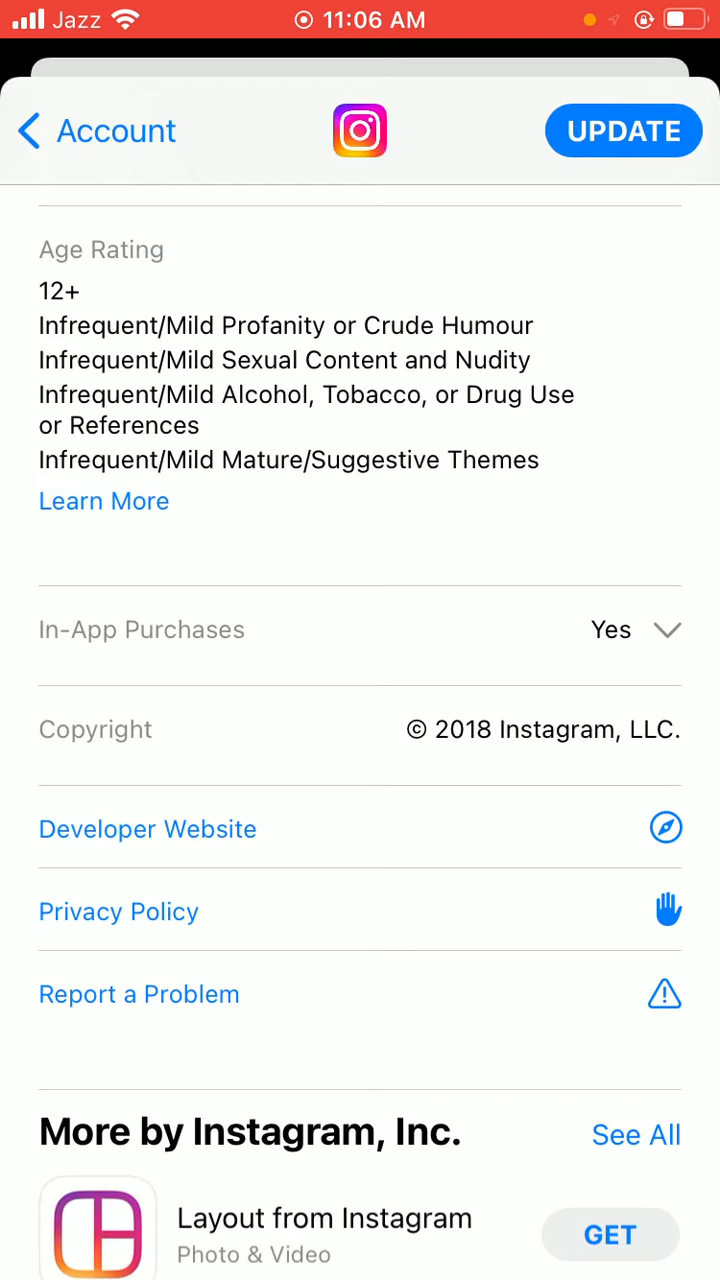 Jazz 11:06 AM
Account UPDATE
Age Rating
12+
Infrequent/Mild Profanity or Crude Humour
Infrequent/Mild Sexual Content and Nudity
Infrequent/Mild Alcohol, Tobacco, or Drug Use
or References
Infrequent/Mild Mature/Suggestive Themes
Learn More
In-App Purchases Yes
Copyright © 2018 Instagram, LLC.
Developer Website
Privacy Policy
Report a Problem
More by Instagram, Inc. See All
Layout from Instagram
Photo & Video
GET